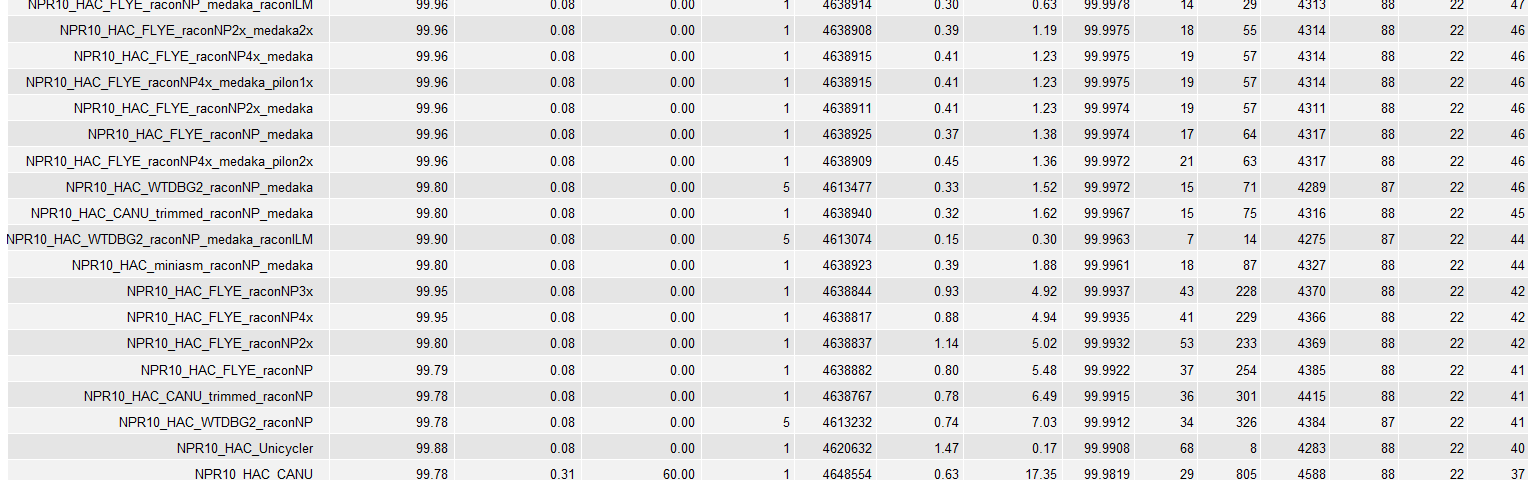 NPR10_HAC_FLYE_raconNP_medaka_raconILM 99.96 0.08 0.00 1 4638914 0.30 0.63 99.9978 14 29 4313 88 22 47
NPR10_HAC_FLYE_raconNP2x_medaka2x 99.96 0.08 0.00 1 4638908 0.39 1.19 99.9975 18 55 4314 88 22 46
NPR10_HAC_FLYE_raconNP4x_medaka 99.96 0.08 0.00 1 4638915 0.41 1.23 99.9975 19 57 4314 88 22 46
NPR10_HAC_FLYE_raconNP4x_medaka_pilon1x 99.96 0.08 0.00 1 4638915 0.41 1.23 99.9975 19 57 4314 88 22 46
NPR10_HAC_FLYE_raconNP2x_medaka 99.96 0.08 0.00 1 4638911 0.41 1.23 99.9974 19 57 4311 88 22 46
NPR10_HAC_FLYE_raconNP_medaka 99.96 0.08 0.00 1 4638925 0.37 1.38 99.9974 17 64 4317 88 22 46
NPR10_HAC_FLYE_raconNP4x_medaka_pilon2x 99.96 0.08 0.00 1 4638909 0.45 1.36 99.9972 21 63 4317 88 22 46
NPR10_HAC_WTDBG2_raconNP_medaka 99.80 0.08 0.00 5 4613477 0.33 1.52 99.9972 15 71 4289 87 22 46
NPR10_HAC_CANU_trimmed_raconNP_medaka 99.80 0.08 0.00 1 4638940 0.32 1.62 99.9967 15 75 4316 88 22 45
NPR10_HAC_WTDBG2_raconNP_medaka_raconILM 99.90 0.08 0.00 5 4613074 0.15 0.30 99.9963 7 14 4275 87 22 44
NPR10_HAC_miniasm_raconNP_medaka 99.80 0.08 0.00 1 4638923 0.39 1.88 99.9961 18 87 4327 88 22 44
NPR10_HAC_FLYE_raconNP3x 99.95 0.08 0.00 1 4638844 0.93 4.92 99.9937 43 228 4370 88 22 42
NPR10_HAC_FLYE_raconNP4x 99.95 0.08 0.00 1 4638817 0.88 4.94 99.9935 41 229 4366 88 22 42
NPR10_HAC_FLYE_raconNP2x 99.80 0.08 0.00 1 4638837 1.14 5.02 99.9932 53 233 4369 88 22 42
NPR10_HAC_FLYE_raconNP 99.79 0.08 0.00 1 4638882 0.80 5.48 99.9922 37 254 4385 88 22 41
NPR10_HAC_CANU_trimmed_raconNP 99.78 0.08 0.00 1 4638767 0.78 6.49 99.9915 36 301 4415 88 22 41
NPR10_HAC_WTDBG2_raconNP 99.78 0.08 0.00 5 4613232 0.74 7.03 99.9912 34 326 4384 87 22 41
NPR10_HAC_Unicycler 99.88 0.08 0.00 1 4620632 1.47 0.17 99.9908 68 8 4283 88 22 40
NPR10_HAC_CANU 99.78 0.31 60.00 1 4648554 0.63 17.35 99.9819 29 805 4588 88 22 37